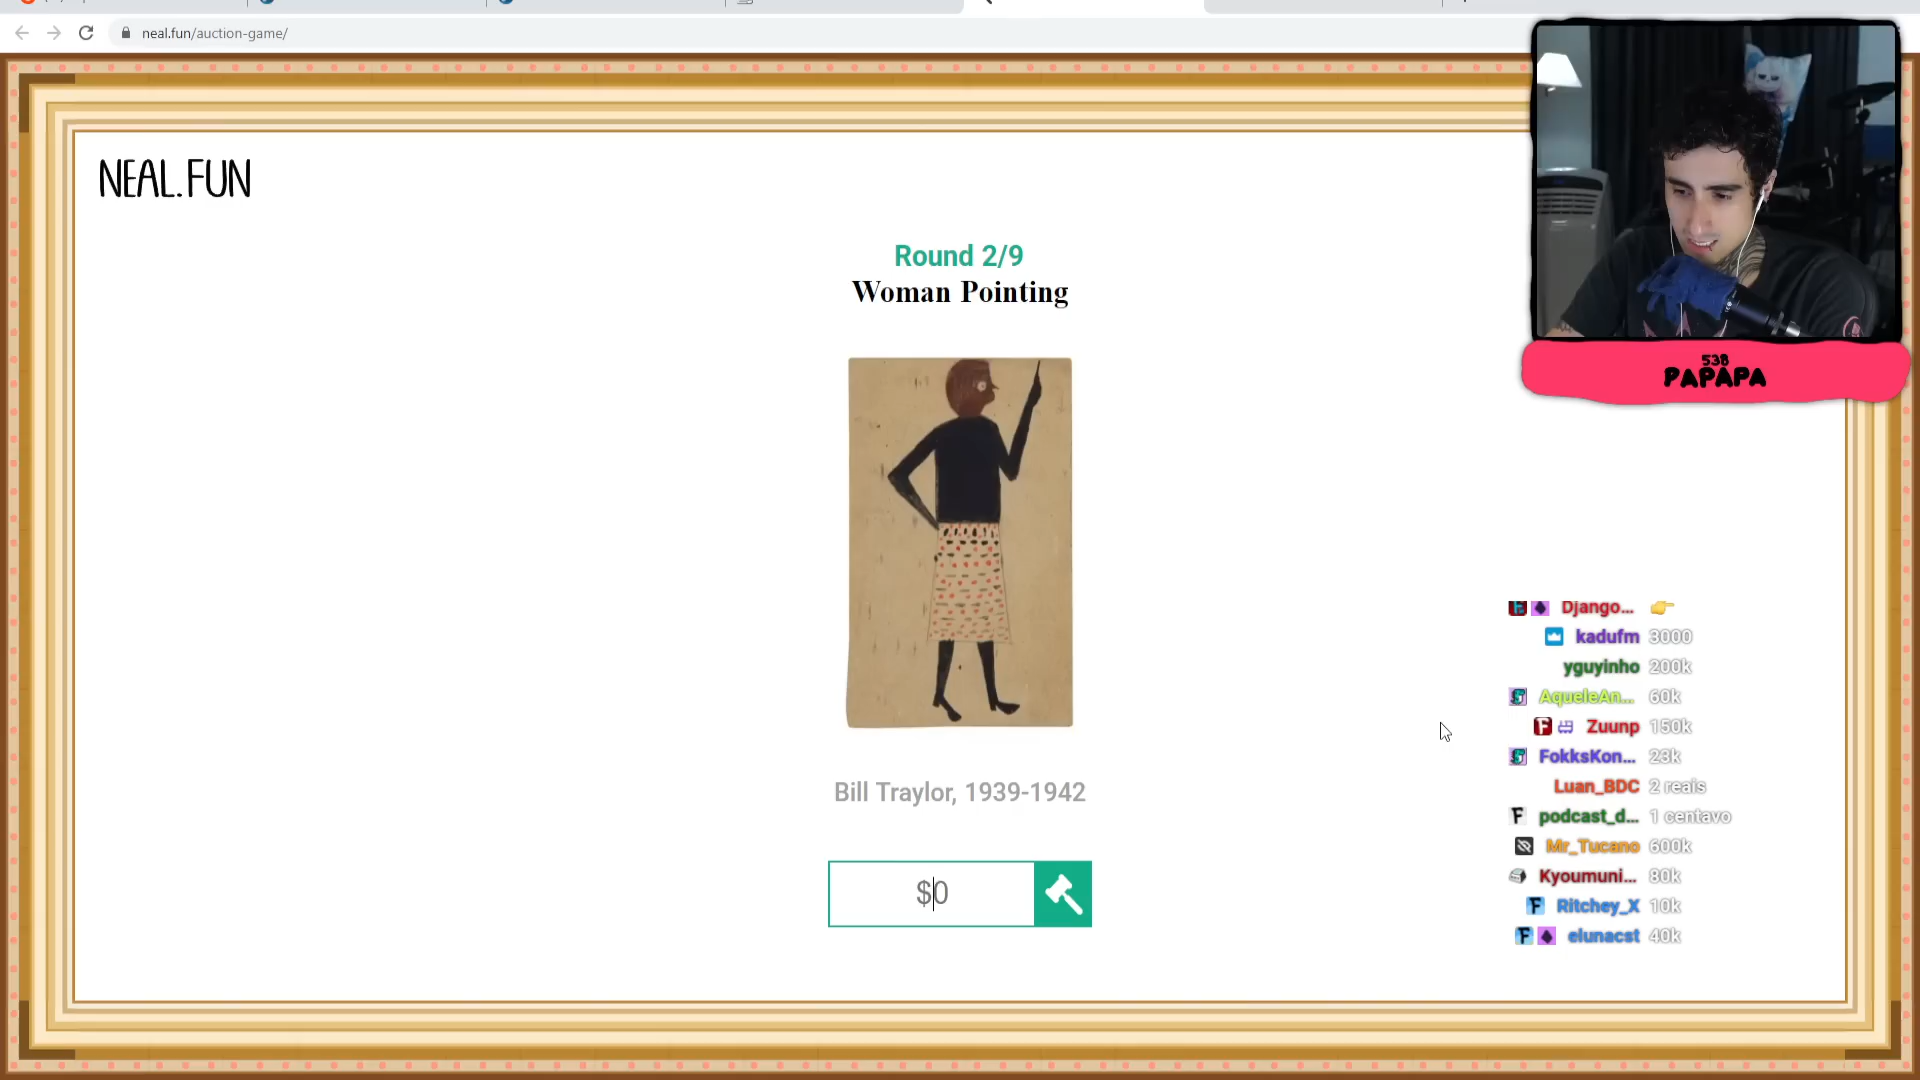 neal.fun/auction-game/
NEAL.FUN
Round 2/9
Woman Pointing
Bill Traylor, 1939-1942
$0
538
PAPAPA
Django... 👉
kadufm 3000
yguyinho 200k
AqueleAn... 60k
Zuunp 150k
FokksKon... 23k
Luan_BDC 2 reais
podcast_d... 1 centavo
Mr_Tucano 600k
Kyoumuni... 80k
Ritchey_X 10k
elunacst 40k